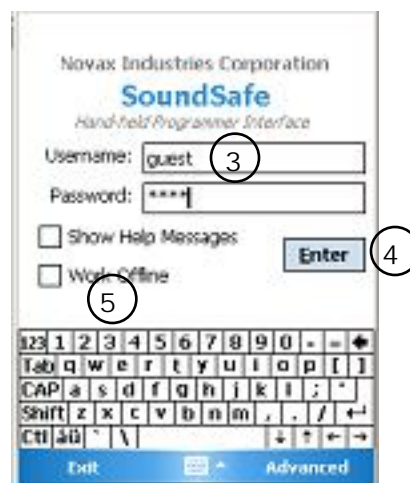 Novax Industries Corporation
SoundSafe
Hand-held Programmer Interface
Username: guest 3
Password: ****
Show Help Messages
Enter 4
Work Offline
5
123 1 2 3 4 5 6 7 8 9 0 - = ←
Tab q w e r t y u i o p [ ]
CAP a s d f g h j k l ; '
Shift z x c v b n m , . / ↵
Ctl áü ` \ ↓ ↑ ← →
Exit Advanced